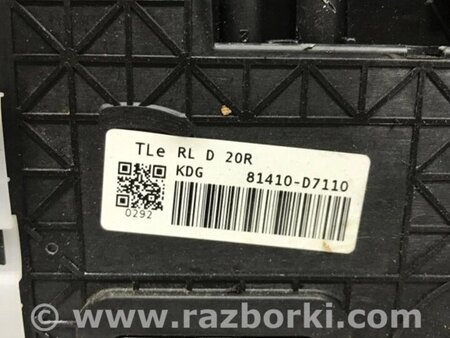 TLe RL D 20R
KDG 81410-D7110
0292
www.razborki.com